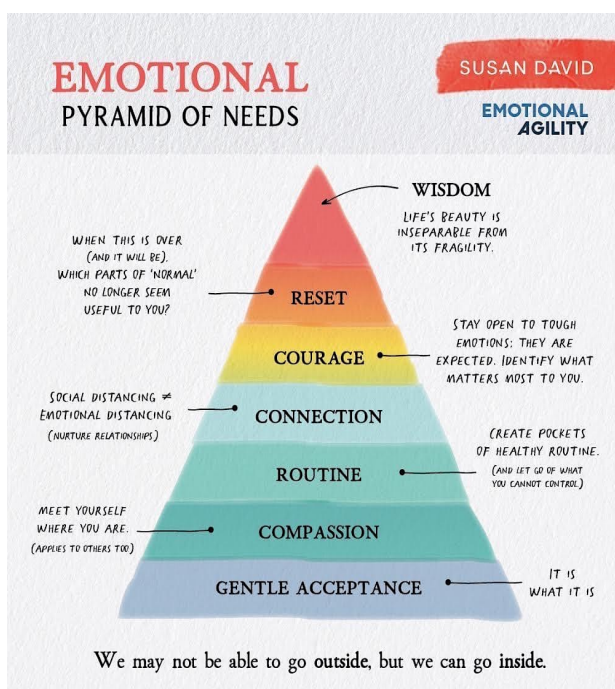 EMOTIONAL
PYRAMID OF NEEDS
SUSAN DAVID
EMOTIONAL
AGILITY
WISDOM
LIFE'S BEAUTY IS
INSEPARABLE FROM
ITS FRAGILITY.
WHEN THIS IS OVER
(AND IT WILL BE).
WHICH PARTS OF 'NORMAL'
NO LONGER SEEM
USEFUL TO YOU?
RESET
COURAGE
STAY OPEN TO TOUGH
EMOTIONS: THEY ARE
EXPECTED. IDENTIFY WHAT
MATTERS MOST TO YOU.
SOCIAL DISTANCING ≠
EMOTIONAL DISTANCING
(NURTURE RELATIONSHIPS)
CONNECTION
ROUTINE
CREATE POCKETS
OF HEALTHY ROUTINE.
(AND LET GO OF WHAT
YOU CANNOT CONTROL)
MEET YOURSELF
WHERE YOU ARE.
(APPLIES TO OTHERS TOO)
COMPASSION
GENTLE ACCEPTANCE
IT IS
WHAT IT IS
We may not be able to go outside, but we can go inside.